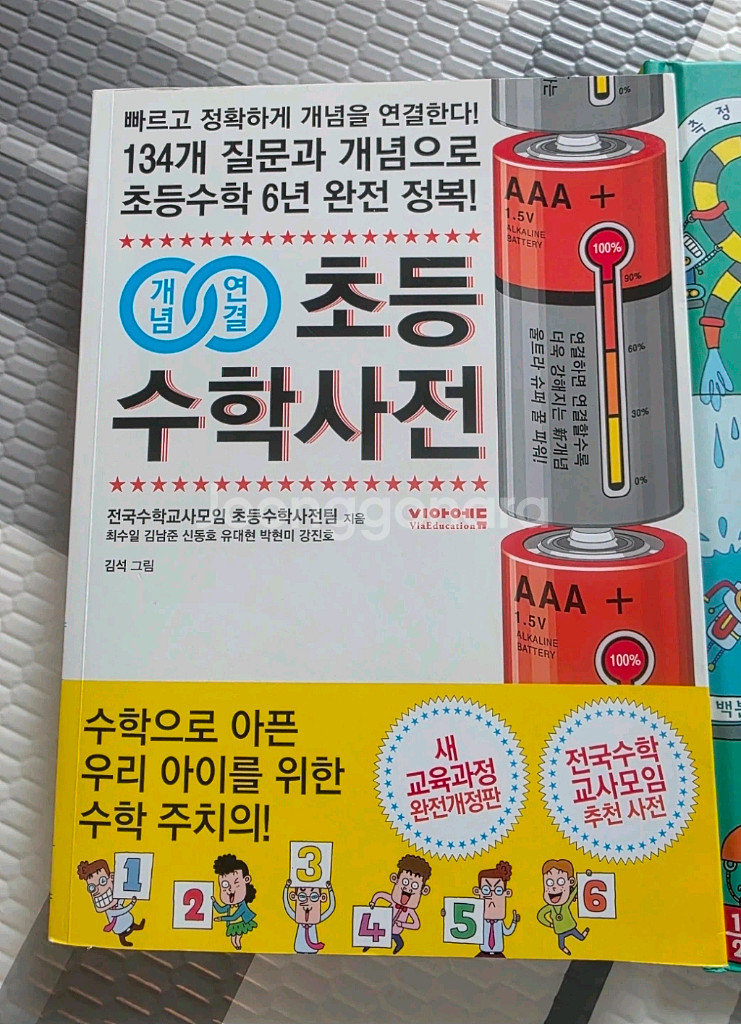 빠르고 정확하게 개념을 연결한다!
134개 질문과 개념으로
초등수학 6년 완전 정복!
개념
연결
초등
수학사전
전국수학교사모임 초등수학사전팀 지음
최수일 김남준 신동호 유대현 박현미 강진호
김석 그림
비아에듀
ViaEducation
0%
AAA +
1.5V
ALKALINE
BATTERY
100%
90%
60%
30%
0%
연결하면 연결할수록
더욱 강해지는 新개념
울트라 슈퍼 꿀 파워!
AAA +
1.5V
ALKALINE
BATTERY
100%
수학으로 아픈
우리 아이를 위한
수학 주치의!
새
교육과정
완전개정판
전국수학
교사모임
추천 사전
1
2
3
4
5
6
측정
백분
1
2
Joonggonara